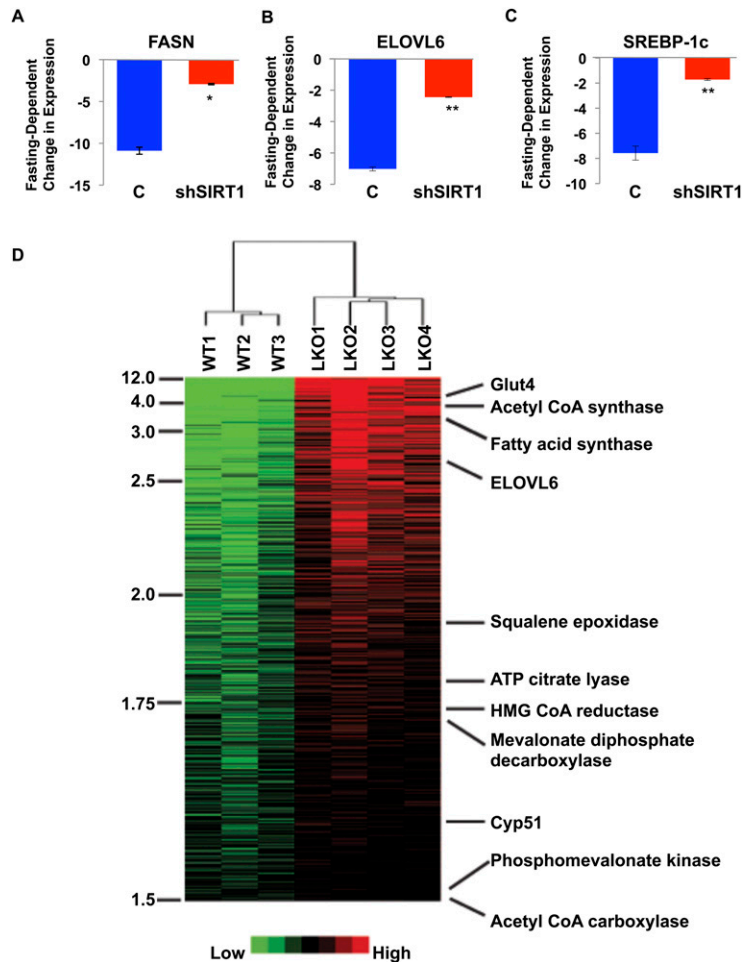 A
FASN
Fasting-Dependent
Change in Expression
0
-5
-10
-15
C
shSIRT1
*
B
ELOVL6
Fasting-Dependent
Change in Expression
0
-2
-4
-6
-8
C
shSIRT1
**
C
SREBP-1c
Fasting-Dependent
Change in Expression
0
-2
-4
-6
-8
-10
C
shSIRT1
**
D
WT1
WT2
WT3
LKO1
LKO2
LKO3
LKO4
12.0
4.0
3.0
2.5
2.0
1.75
1.5
Glut4
Acetyl CoA synthase
Fatty acid synthase
ELOVL6
Squalene epoxidase
ATP citrate lyase
HMG CoA reductase
Mevalonate diphosphate
decarboxylase
Cyp51
Phosphomevalonate kinase
Acetyl CoA carboxylase
Low
High